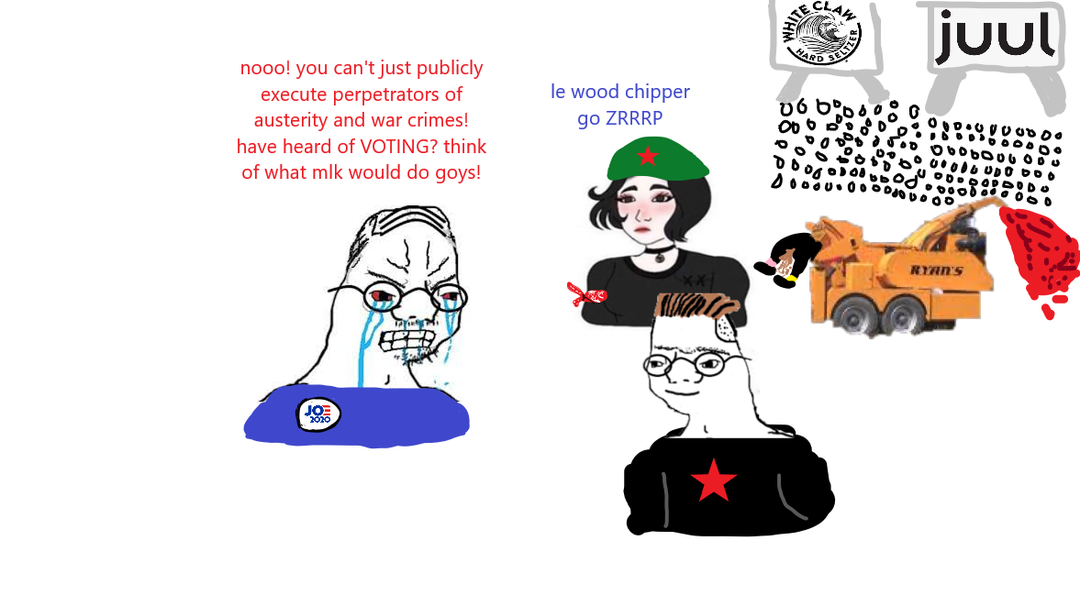 nooo! you can't just publicly
execute perpetrators of
austerity and war crimes!
have heard of VOTING? think
of what mlk would do goys!
le wood chipper
go ZRRRP
WHITE CLAW
HARD SELTZER
juul
RYAN'S
JOE
2020